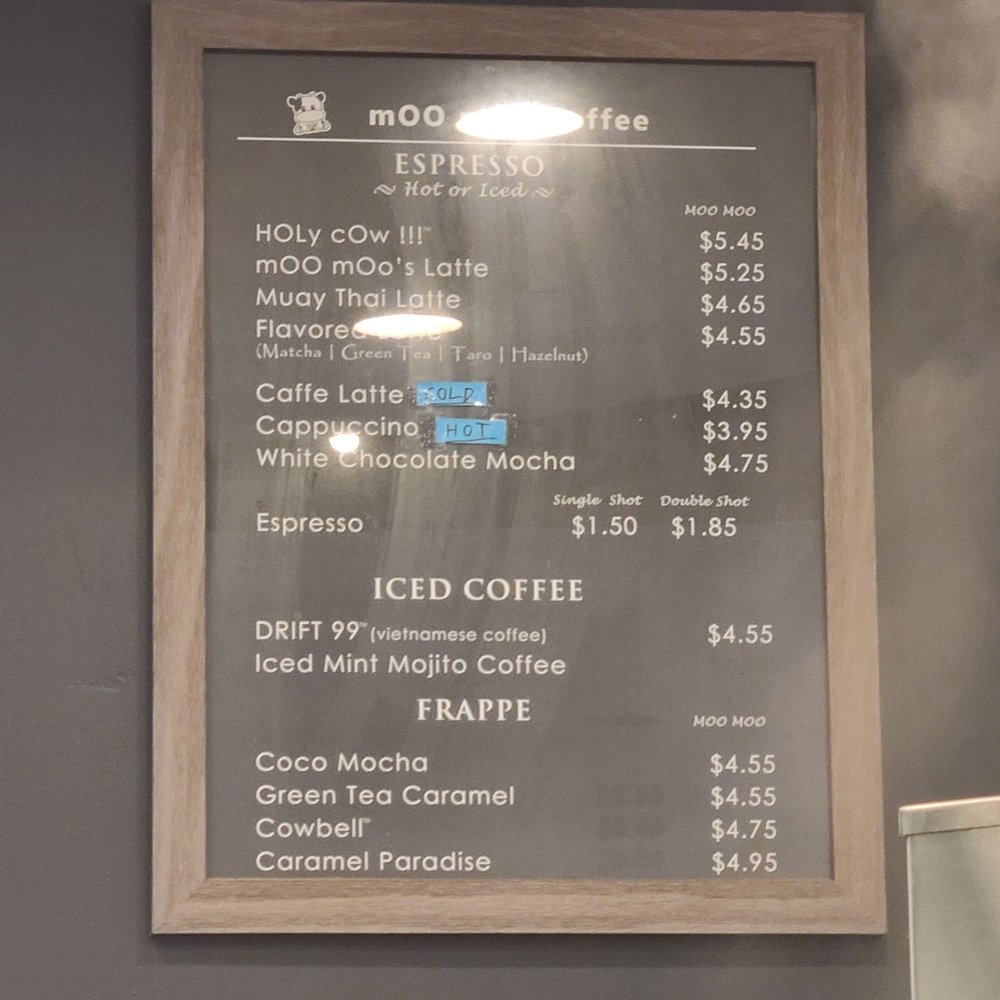 mOO
ESPRESSO
~ Hot or Iced ~
MOO MOO
HOLy cOw !!!™ $5.45
mOO mOo's Latte $5.25
Muay Thai Latte $4.65
Flavored $4.55
(Matcha | Green Tea | Taro | Hazelnut)
Caffe Latte COLD $4.35
Cappuccino HOT $3.95
White Chocolate Mocha $4.75
Single Shot Double Shot
Espresso $1.50 $1.85
ICED COFFEE
DRIFT 99™ (vietnamese coffee) $4.55
Iced Mint Mojito Coffee
FRAPPE
MOO MOO
Coco Mocha $4.55
Green Tea Caramel $4.55
Cowbell™ $4.75
Caramel Paradise $4.95